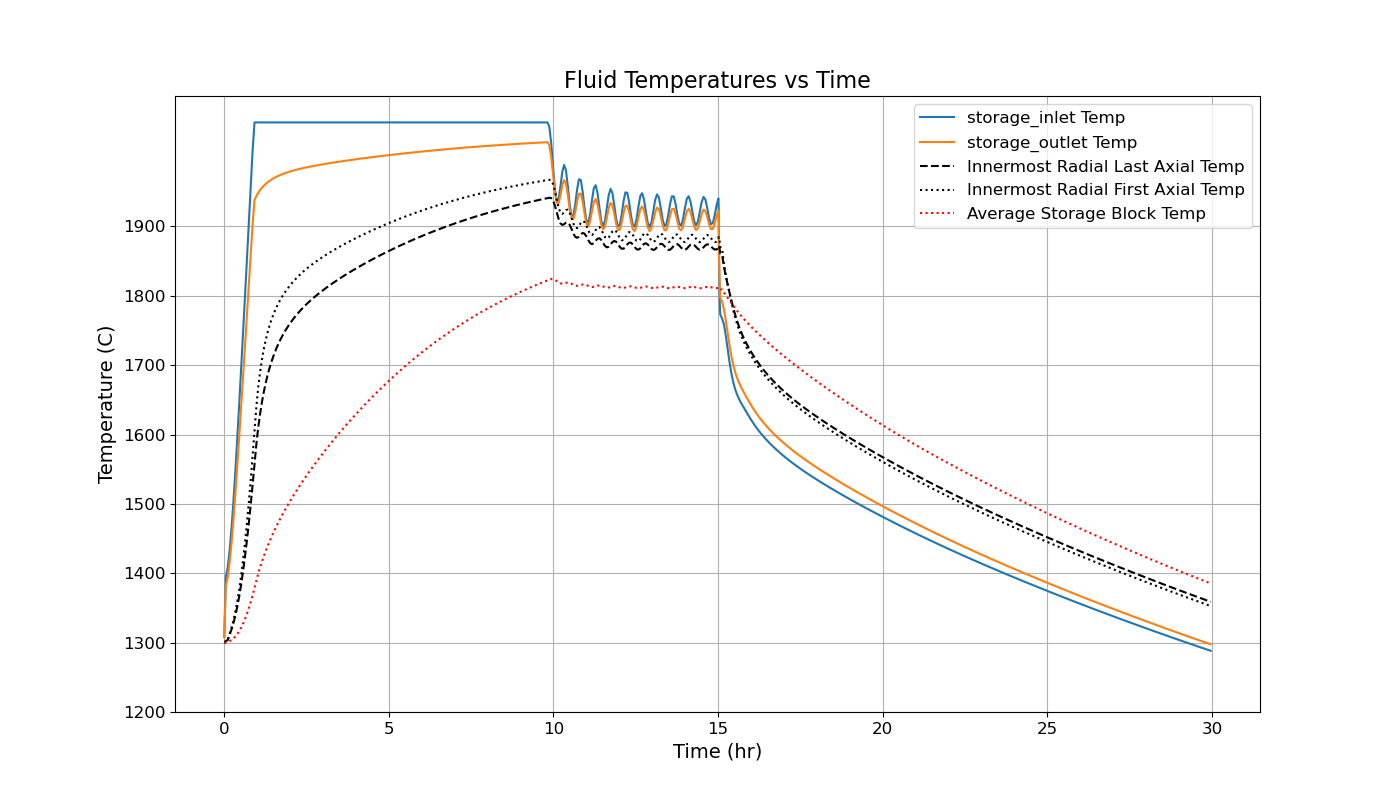 Fluid Temperatures vs Time
storage_inlet Temp
storage_outlet Temp
Innermost Radial Last Axial Temp
Innermost Radial First Axial Temp
Average Storage Block Temp
Temperature (C)
1900
1800
1700
1600
1500
1400
1300
1200
0 5 10 15 20 25 30
Time (hr)